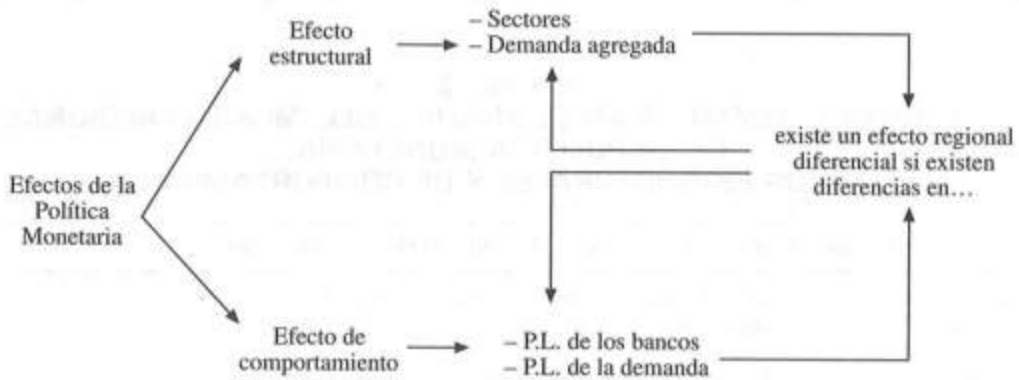 Efecto
estructural
– Sectores
– Demanda agregada
existe un efecto regional
diferencial si existen
diferencias en…
Efectos de la
Política
Monetaria
Efecto de
comportamiento
– P.L. de los bancos
– P.L. de la demanda